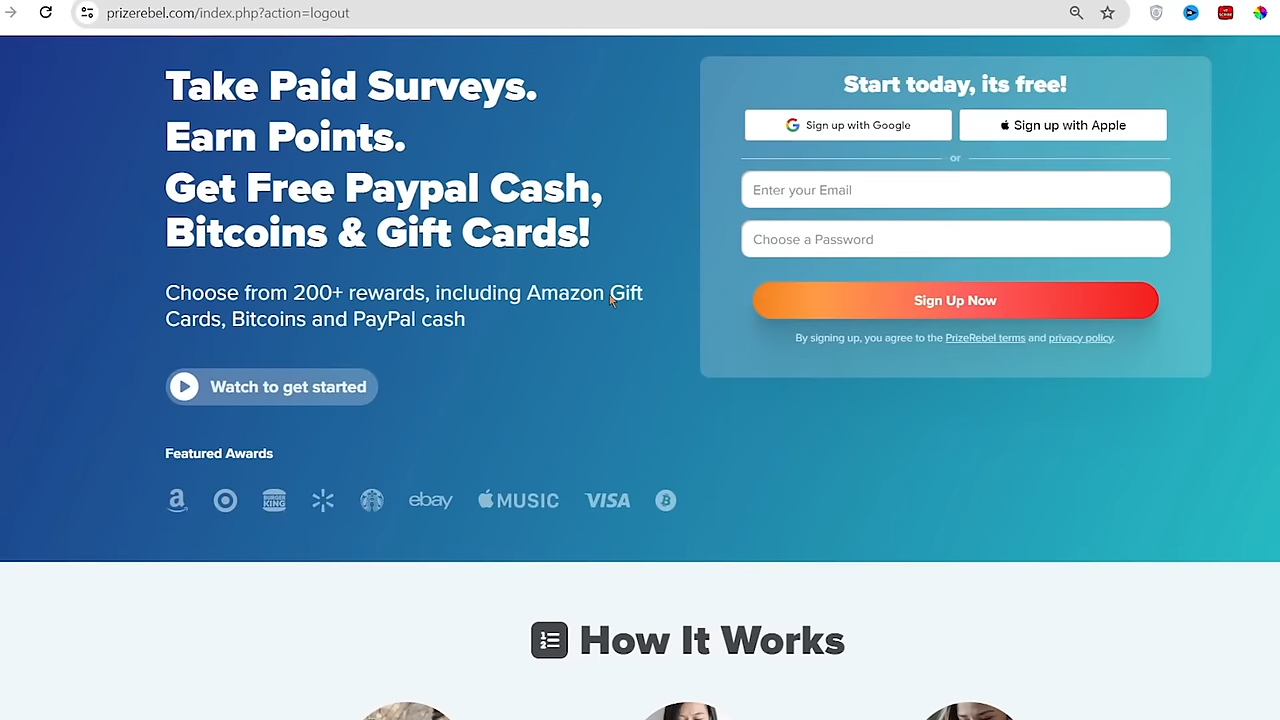 prizerebel.com/index.php?action=logout
Take Paid Surveys.
Earn Points.
Get Free Paypal Cash,
Bitcoins & Gift Cards!
Choose from 200+ rewards, including Amazon Gift
Cards, Bitcoins and PayPal cash
Watch to get started
Featured Awards
a
BURGER
KING
ebay
MUSIC
VISA
Start today, its free!
Sign up with Google
Sign up with Apple
or
Enter your Email
Choose a Password
Sign Up Now
By signing up, you agree to the PrizeRebel terms and privacy policy.
How It Works